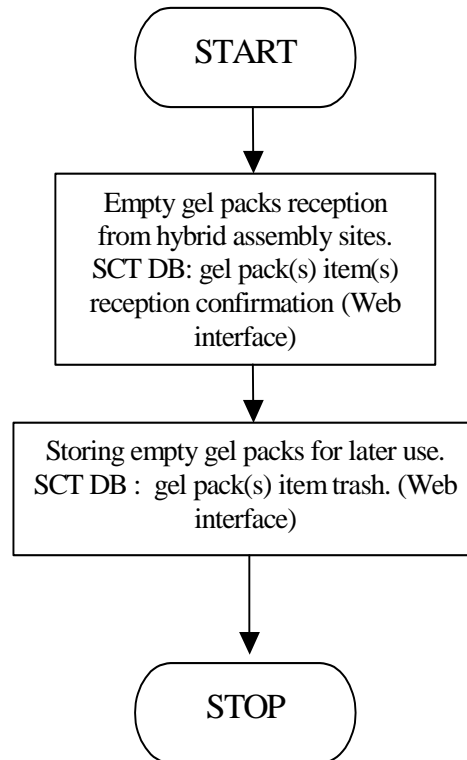 START
Empty gel packs reception
from hybrid assembly sites.
SCT DB: gel pack(s) item(s)
reception confirmation (Web
interface)
Storing empty gel packs for later use.
SCT DB :  gel pack(s) item trash. (Web
interface)
STOP